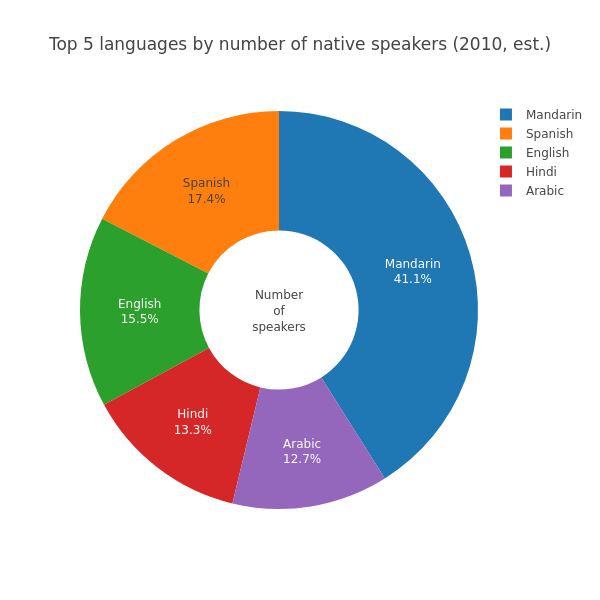 Top 5 languages by number of native speakers (2010, est.)
Mandarin
Spanish
English
Hindi
Arabic
Spanish
17.4%
Mandarin
41.1%
English
15.5%
Number
of
speakers
Hindi
13.3%
Arabic
12.7%